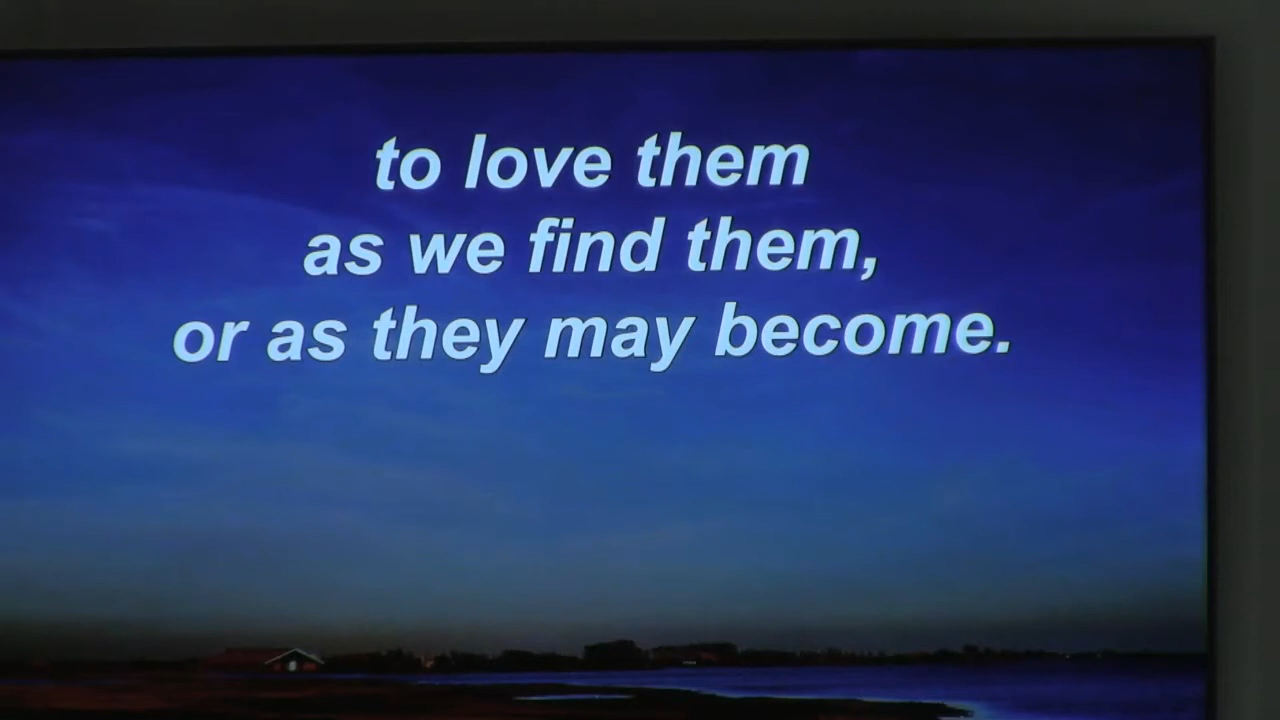 to love them
as we find them,
or as they may become.